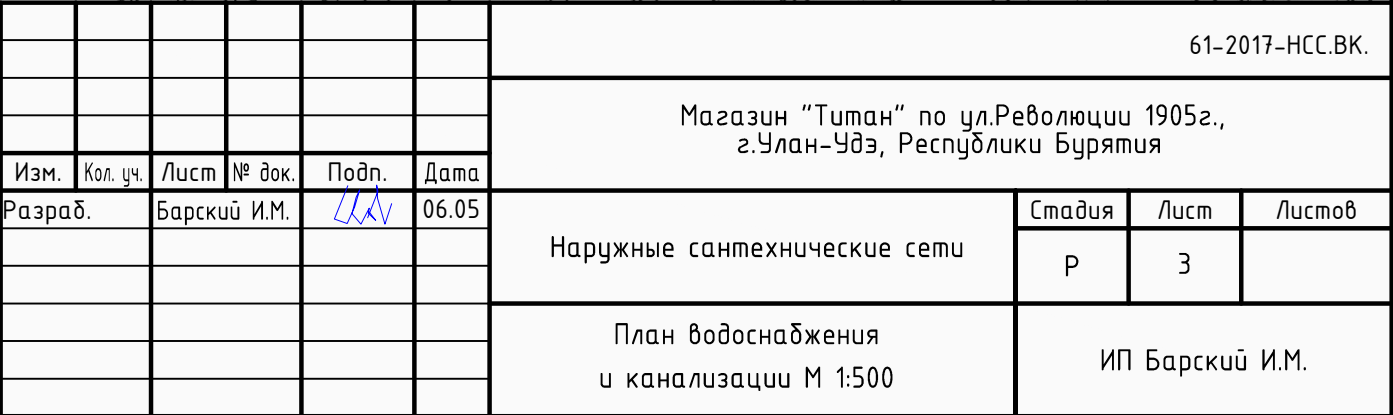 61-2017-НСС.ВК.
Магазин "Титан" по ул.Революции 1905г.,
г.Улан-Удэ, Республики Бурятия
Изм. Кол. уч. Лист № док. Подп. Дата
Разраб. Барский И.М. 06.05
Наружные сантехнические сети
Стадия Лист Листов
Р 3
План водоснабжения
и канализации М 1:500
ИП Барский И.М.